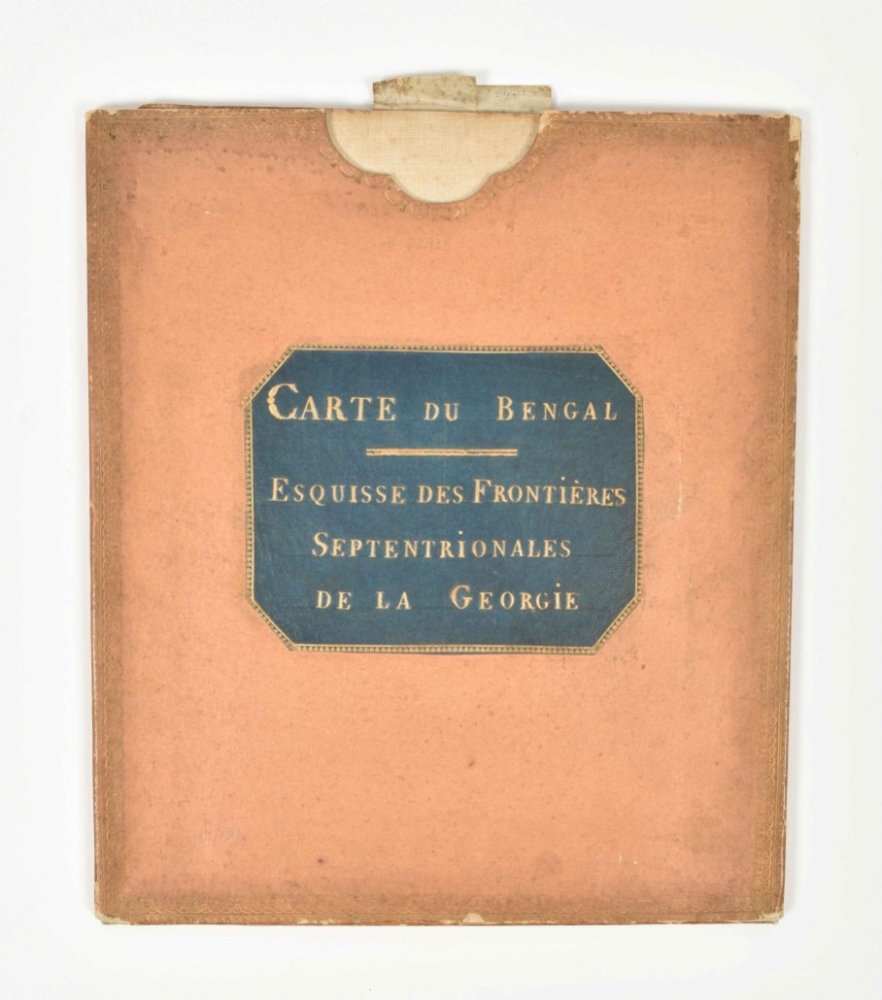 CARTE DU BENGAL
ESQUISSE DES FRONTIÈRES
SEPTENTRIONALES
DE LA GEORGIE